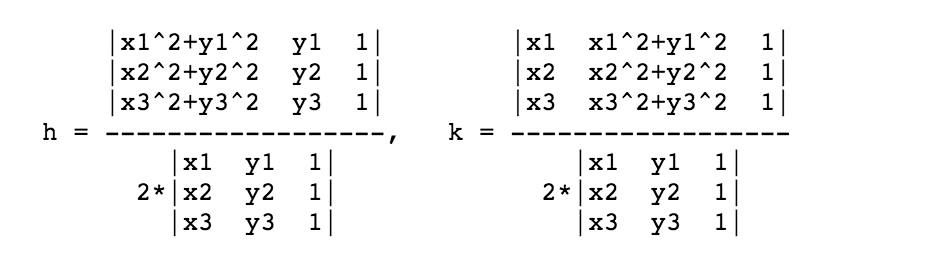 |x1^2+y1^2  y1  1|        |x1  x1^2+y1^2  1|
|x2^2+y2^2  y2  1|        |x2  x2^2+y2^2  1|
|x3^2+y3^2  y3  1|        |x3  x3^2+y3^2  1|
h = ------------------,   k = ------------------
|x1  y1  1|               |x1  y1  1|
2*|x2  y2  1|             2*|x2  y2  1|
|x3  y3  1|               |x3  y3  1|